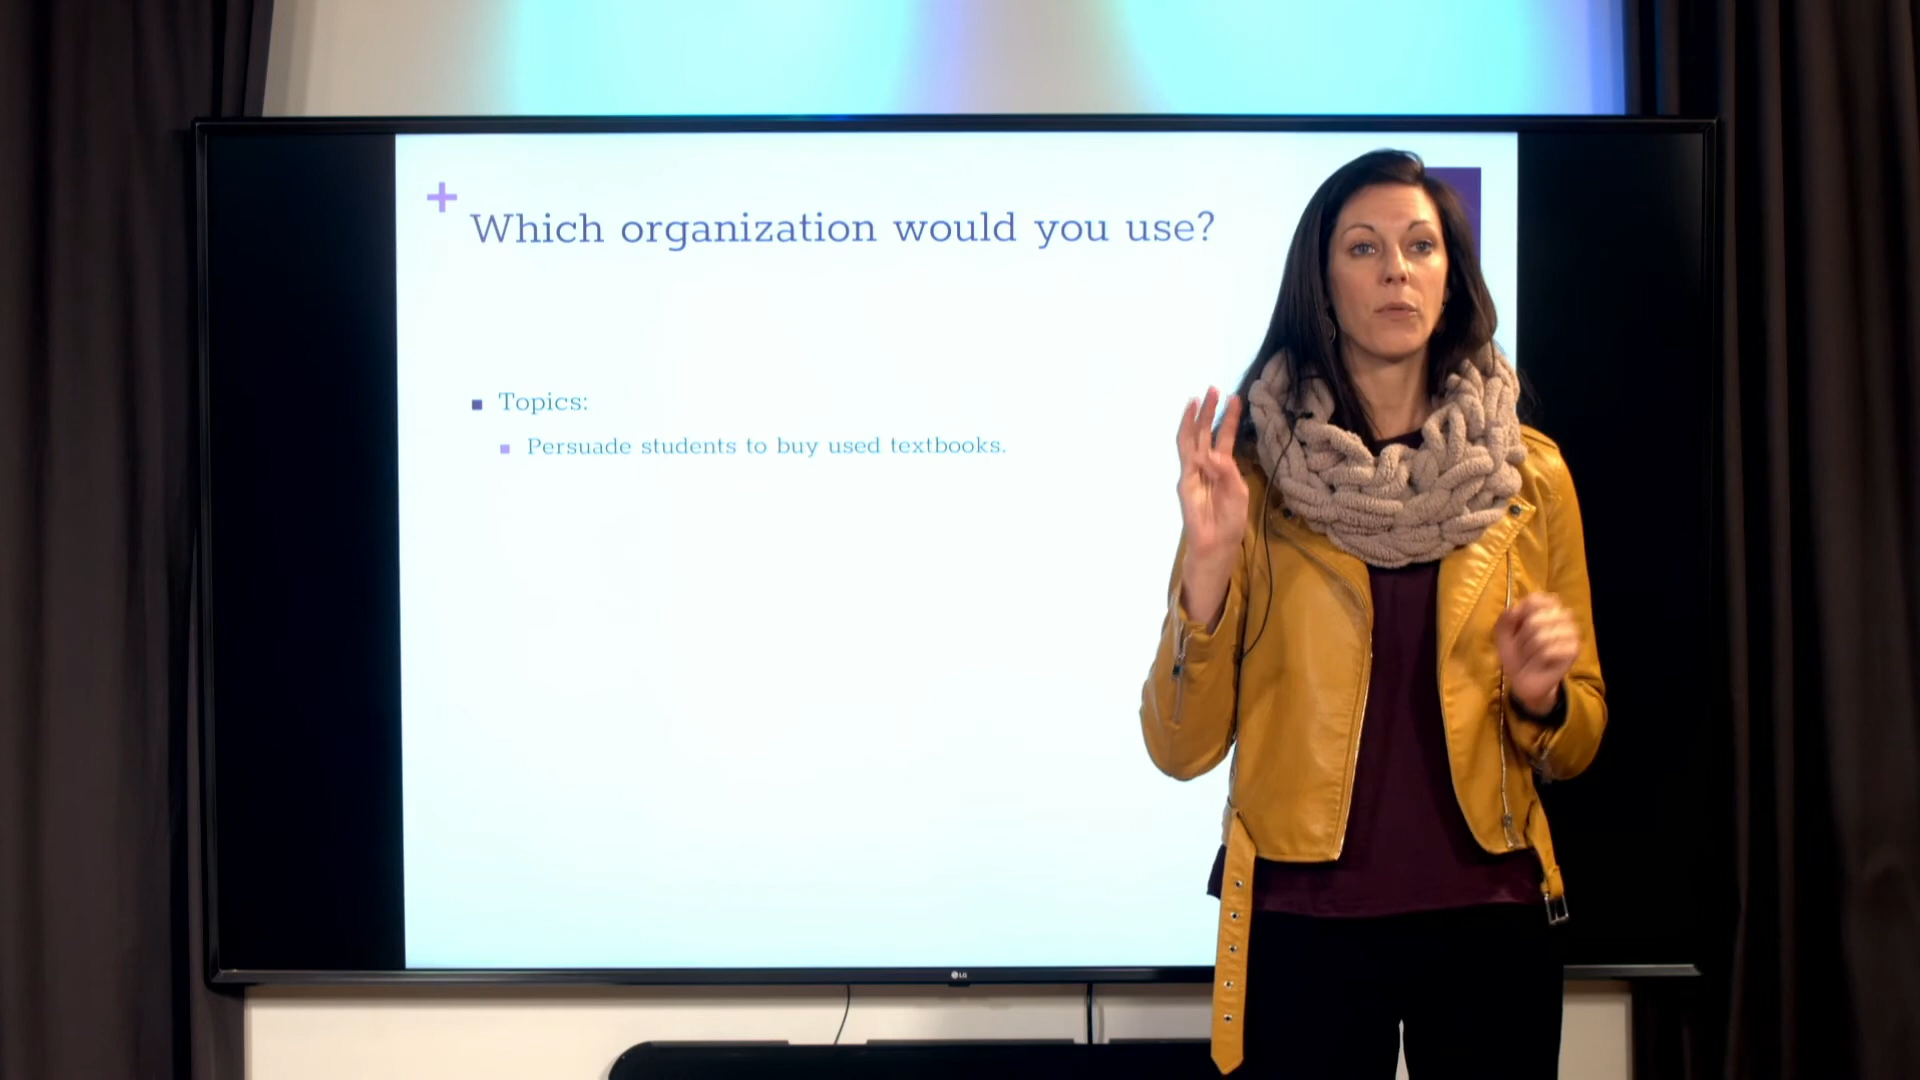 +
Which organization would you use?
Topics:
Persuade students to buy used textbooks.
LG